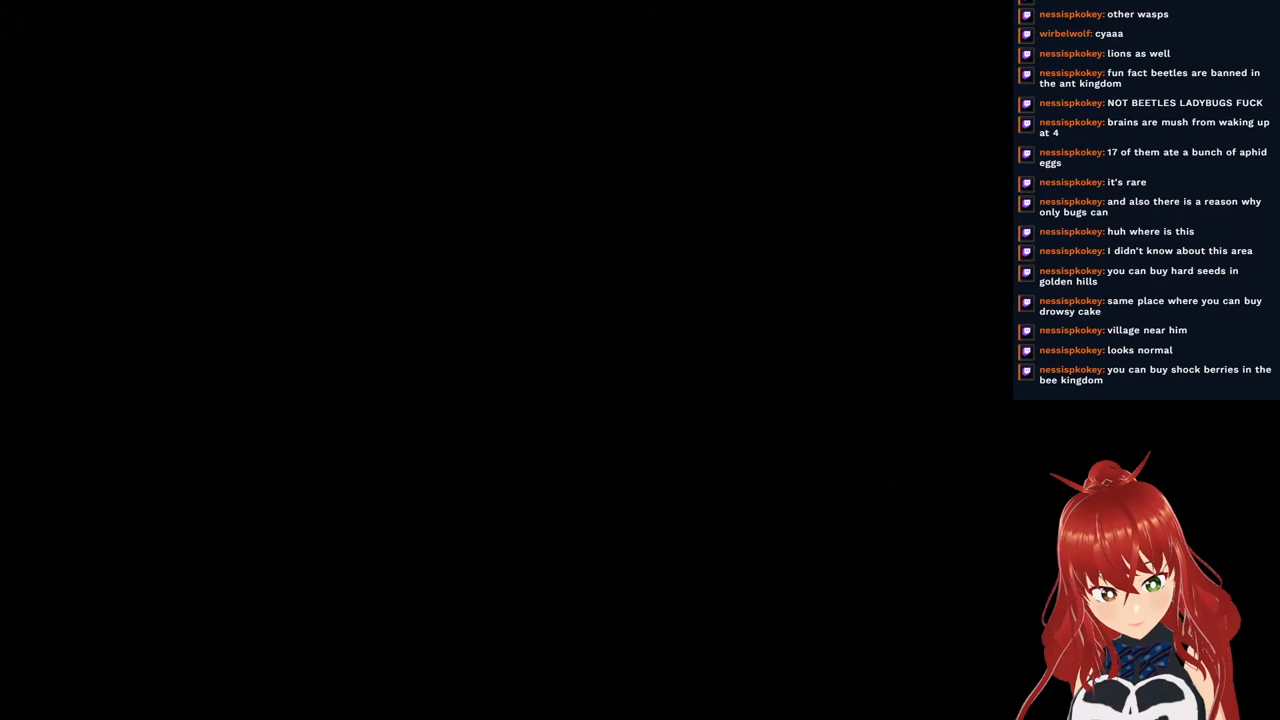 nessispkokey: other wasps
wirbelwolf: cyaaa
nessispkokey: lions as well
nessispkokey: fun fact beetles are banned in
the ant kingdom
nessispkokey: NOT BEETLES LADYBUGS FUCK
nessispkokey: brains are mush from waking up
at 4
nessispkokey: 17 of them ate a bunch of aphid
eggs
nessispkokey: it's rare
nessispkokey: and also there is a reason why
only bugs can
nessispkokey: huh where is this
nessispkokey: I didn't know about this area
nessispkokey: you can buy hard seeds in
golden hills
nessispkokey: same place where you can buy
drowsy cake
nessispkokey: village near him
nessispkokey: looks normal
nessispkokey: you can buy shock berries in the
bee kingdom